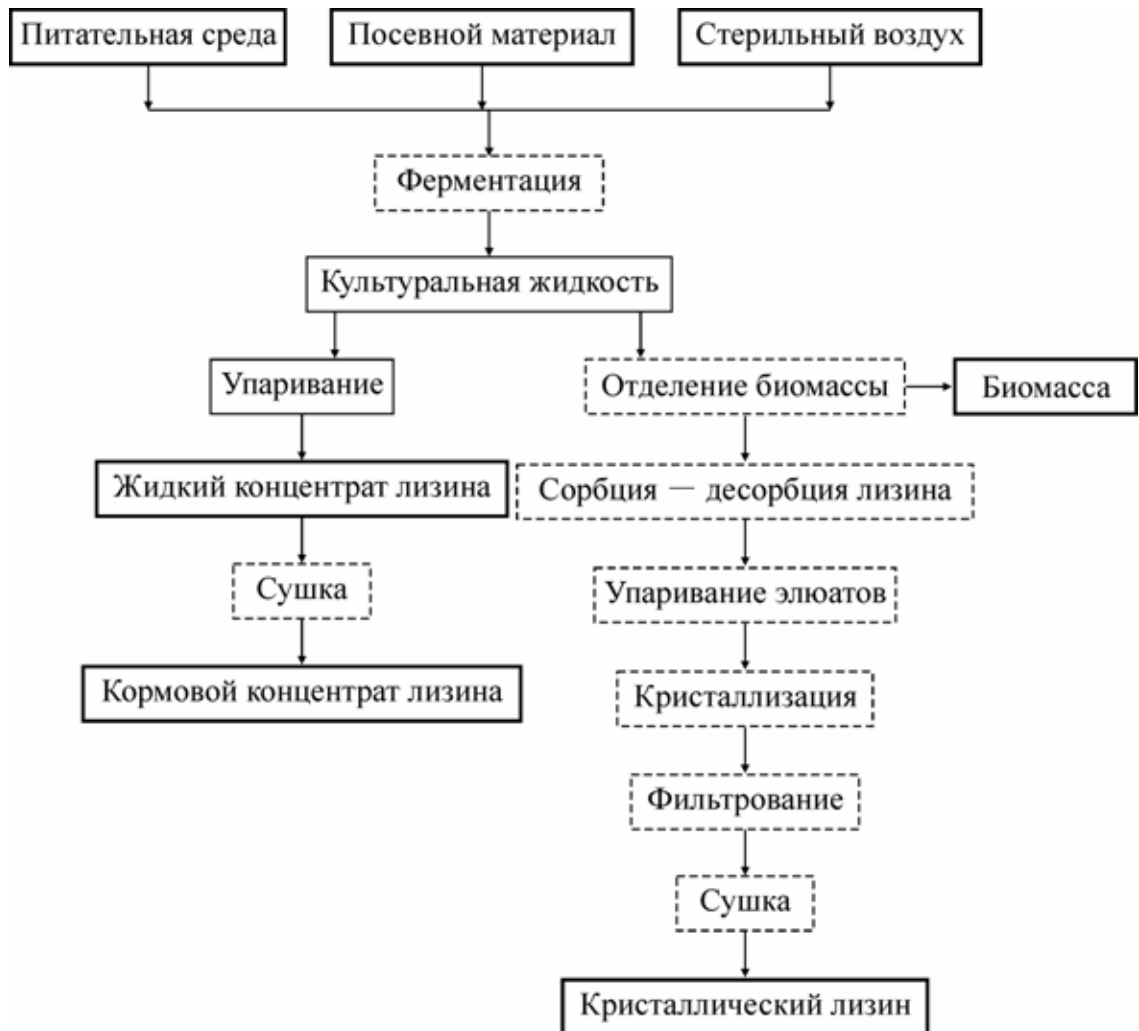 Питательная среда
Посевной материал
Стерильный воздух
Ферментация
Культуральная жидкость
Упаривание
Отделение биомассы
Биомасса
Жидкий концентрат лизина
Сорбция — десорбция лизина
Сушка
Упаривание элюатов
Кормовой концентрат лизина
Кристаллизация
Фильтрование
Сушка
Кристаллический лизин